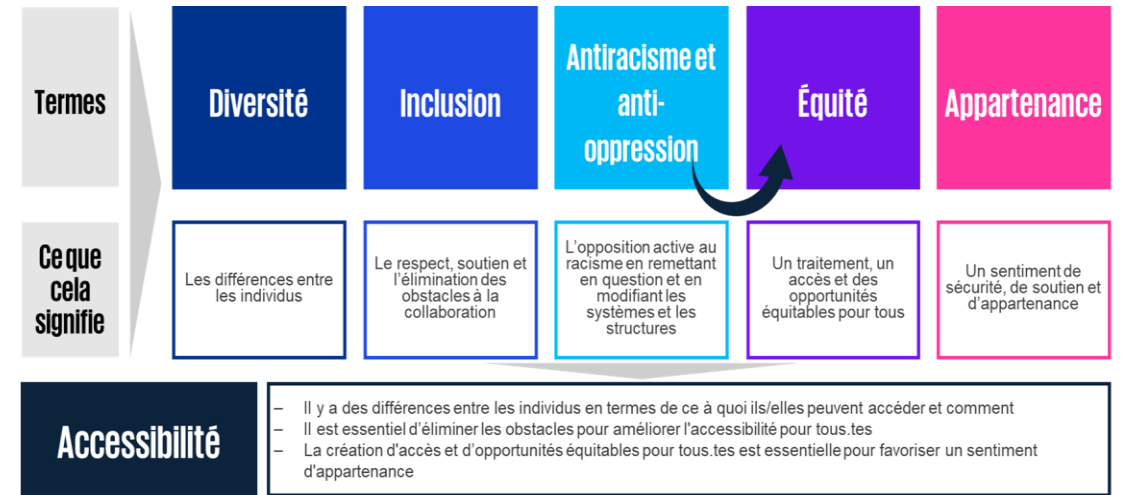 Termes
Diversité
Inclusion
Antiracisme et
anti-
oppression
Équité
Appartenance
Ce que
cela
signifie
Les différences entre
les individus
Le respect, soutien et
l'élimination des
obstacles à la
collaboration
L'opposition active au
racisme en remettant
en question et en
modifiant les
systèmes et les
structures
Un traitement, un
accès et des
opportunités
équitables pour tous
Un sentiment de
sécurité, de soutien et
d'appartenance
Accessibilité
– Il y a des différences entre les individus en termes de ce à quoi ils/elles peuvent accéder et comment
– Il est essentiel d'éliminer les obstacles pour améliorer l'accessibilité pour tous.tes
– La création d'accès et d'opportunités équitables pour tous.tes est essentielle pour favoriser un sentiment
d'appartenance